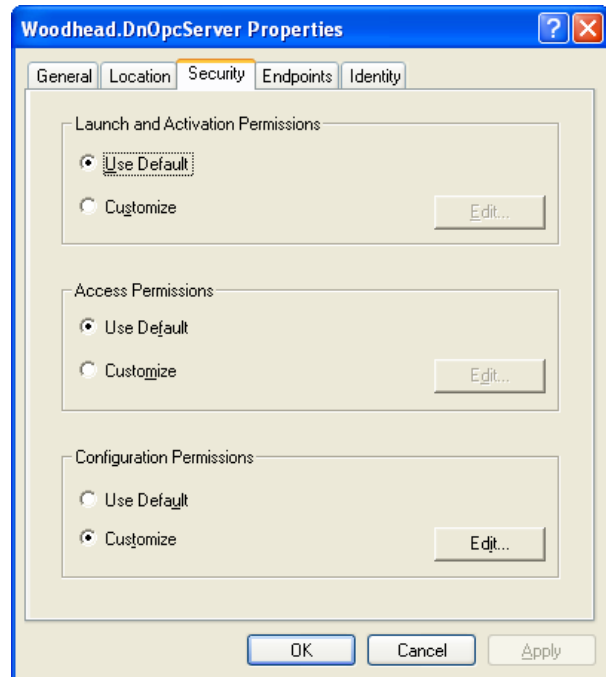 Woodhead.DnOpcServer Properties
General Location Security Endpoints Identity
Launch and Activation Permissions
Use Default
Customize
Edit...
Access Permissions
Use Default
Customize
Edit...
Configuration Permissions
Use Default
Customize
Edit...
OK Cancel Apply